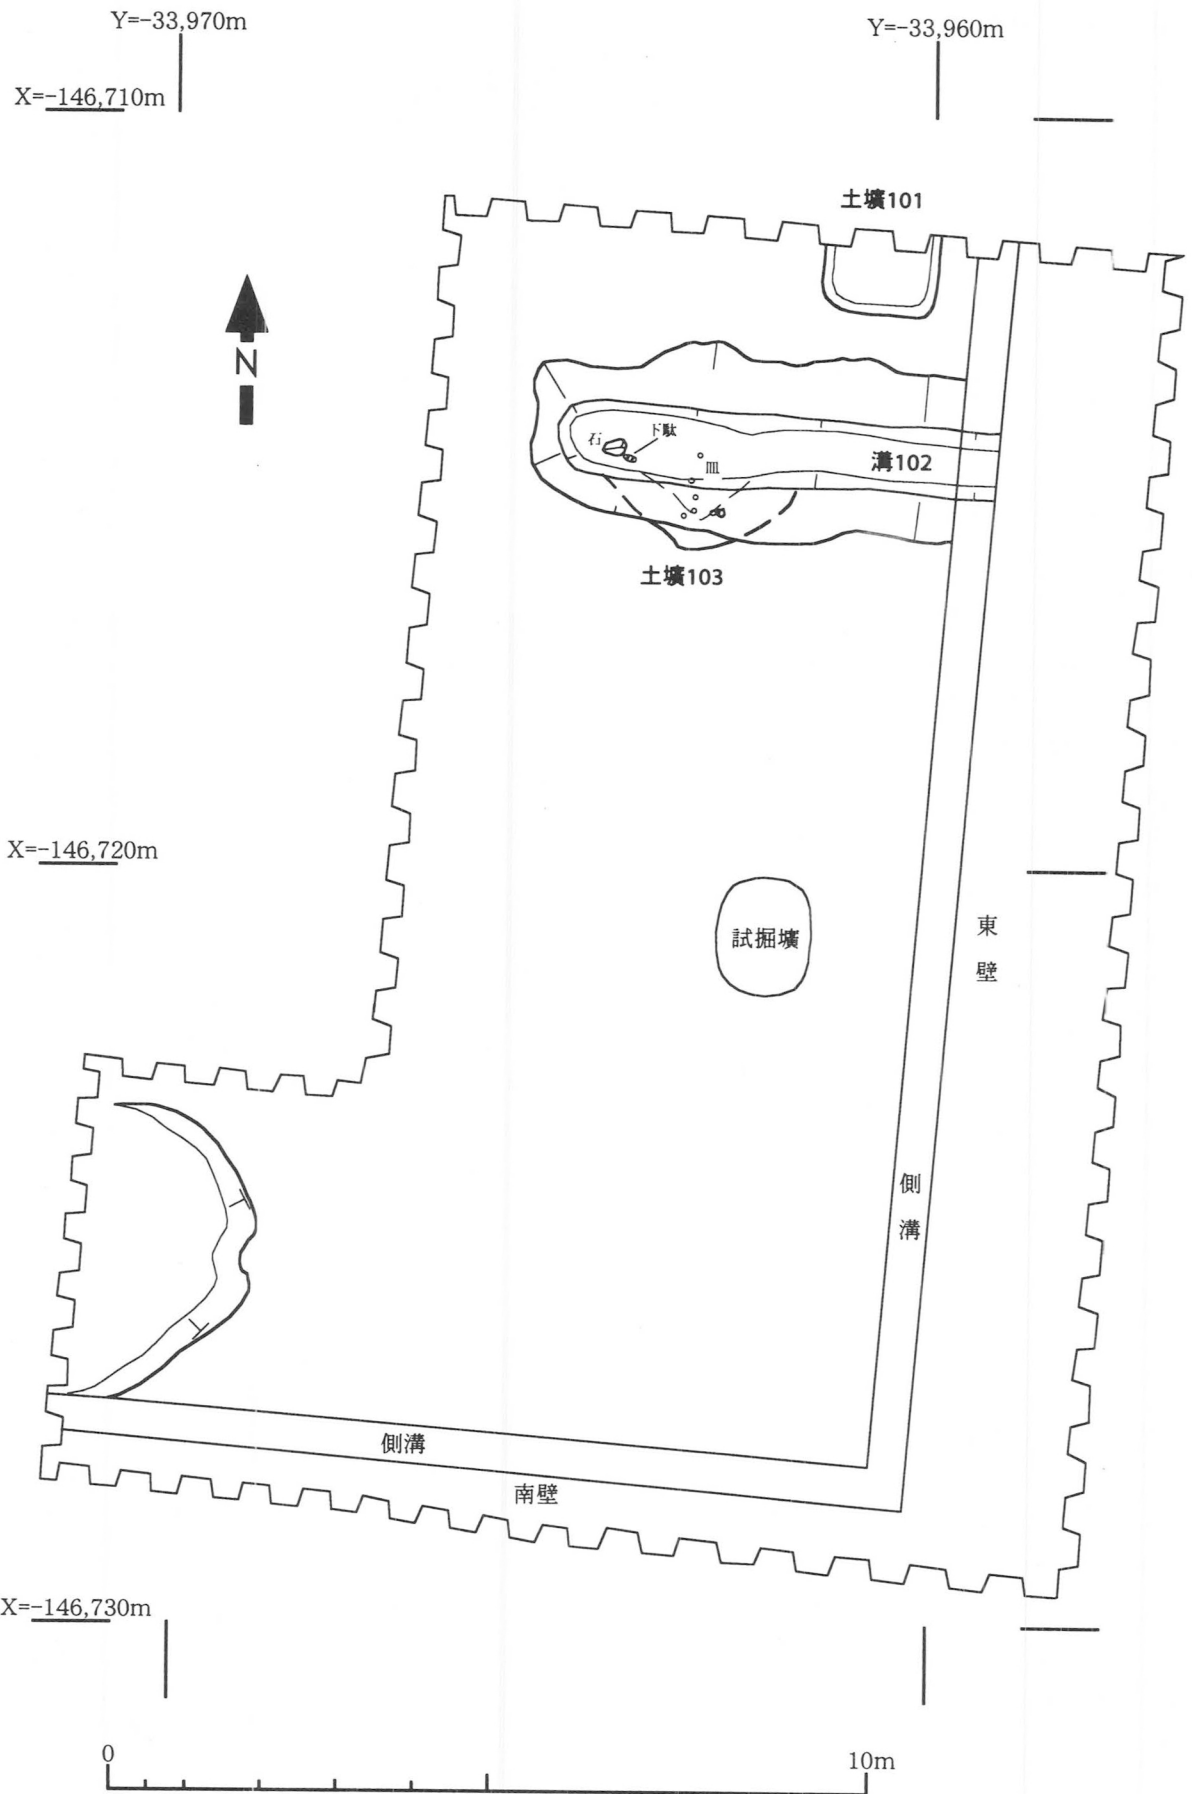 Y=-33,970m
Y=-33,960m
X=-146,710m
土壙101
N
石
下駄
皿
溝102
土壙103
X=-146,720m
試掘壙
東壁
側溝
側溝
南壁
X=-146,730m
0
10m